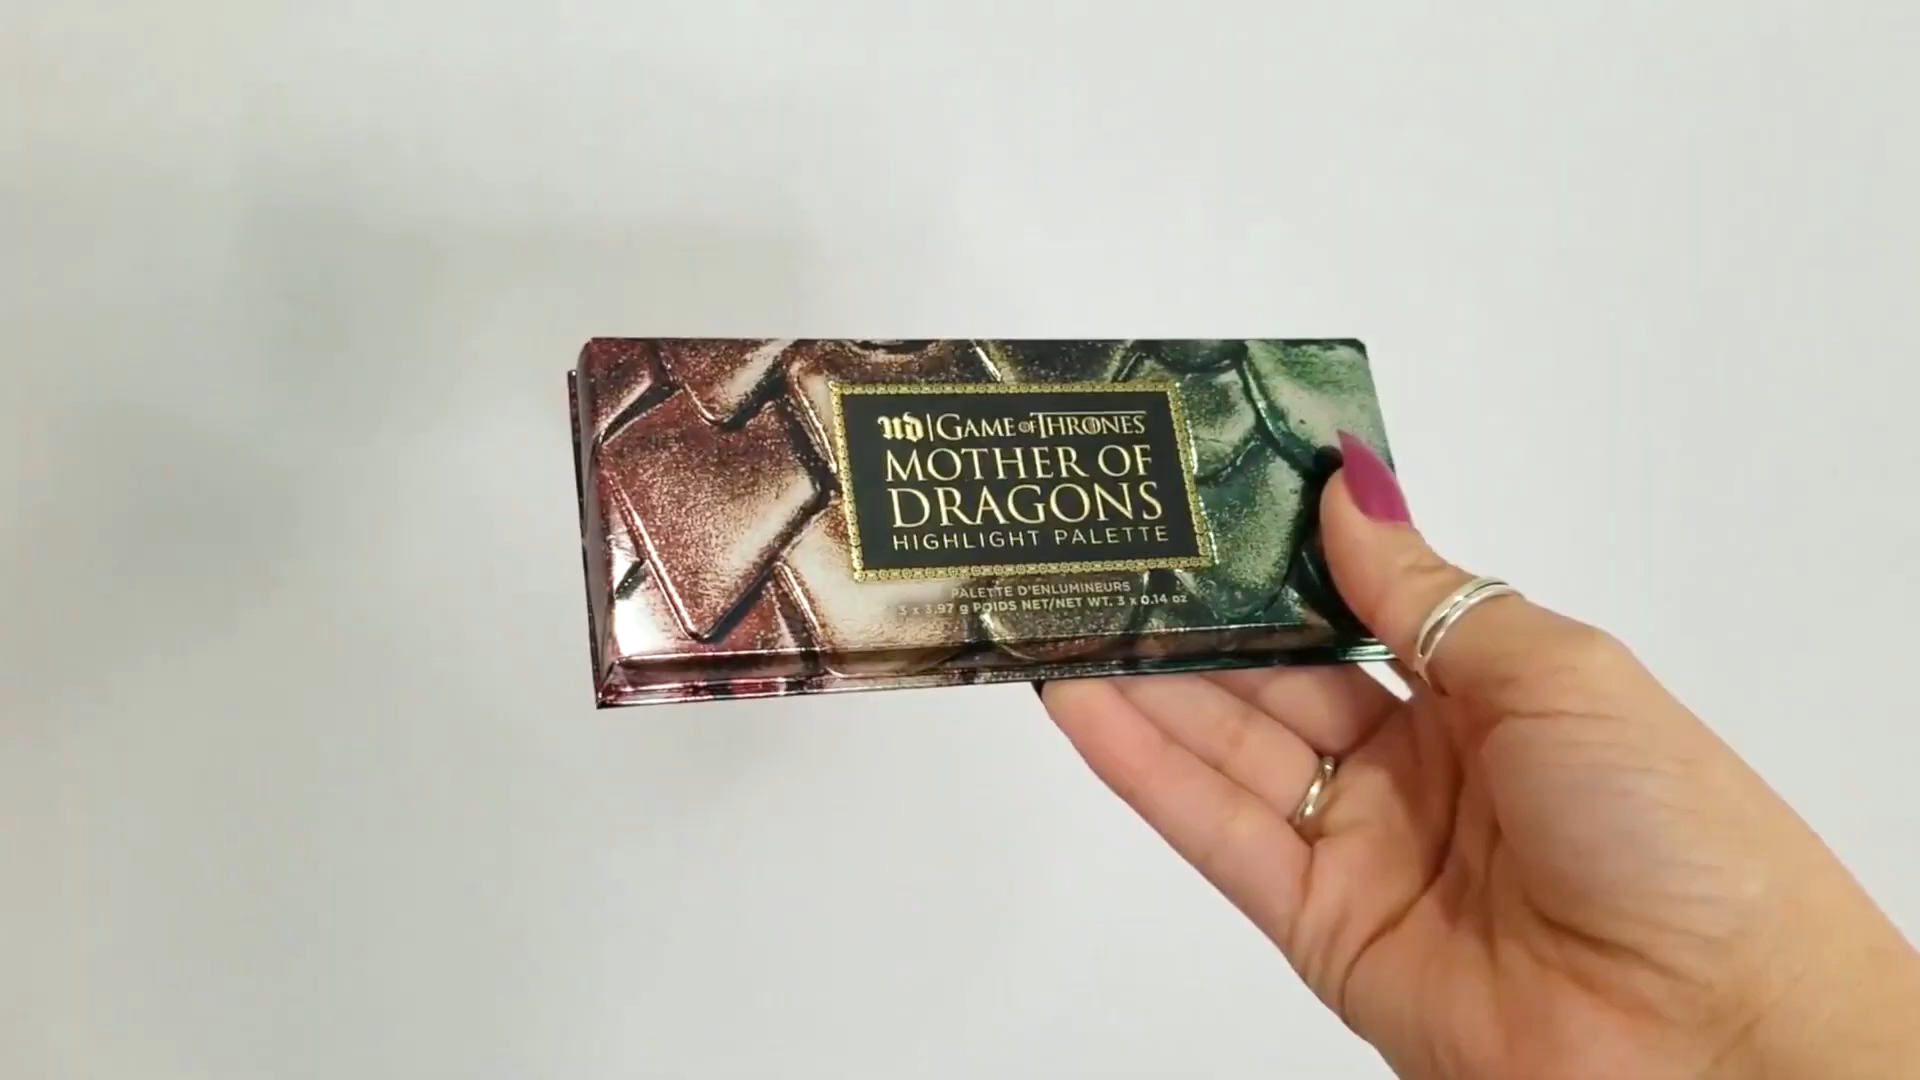 UD | GAME OF THRONES
MOTHER OF
DRAGONS
HIGHLIGHT PALETTE
PALETTE D'ENLUMINEURS
3 x 3.97 g POIDS NET/NET WT. 3 x 0.14 oz